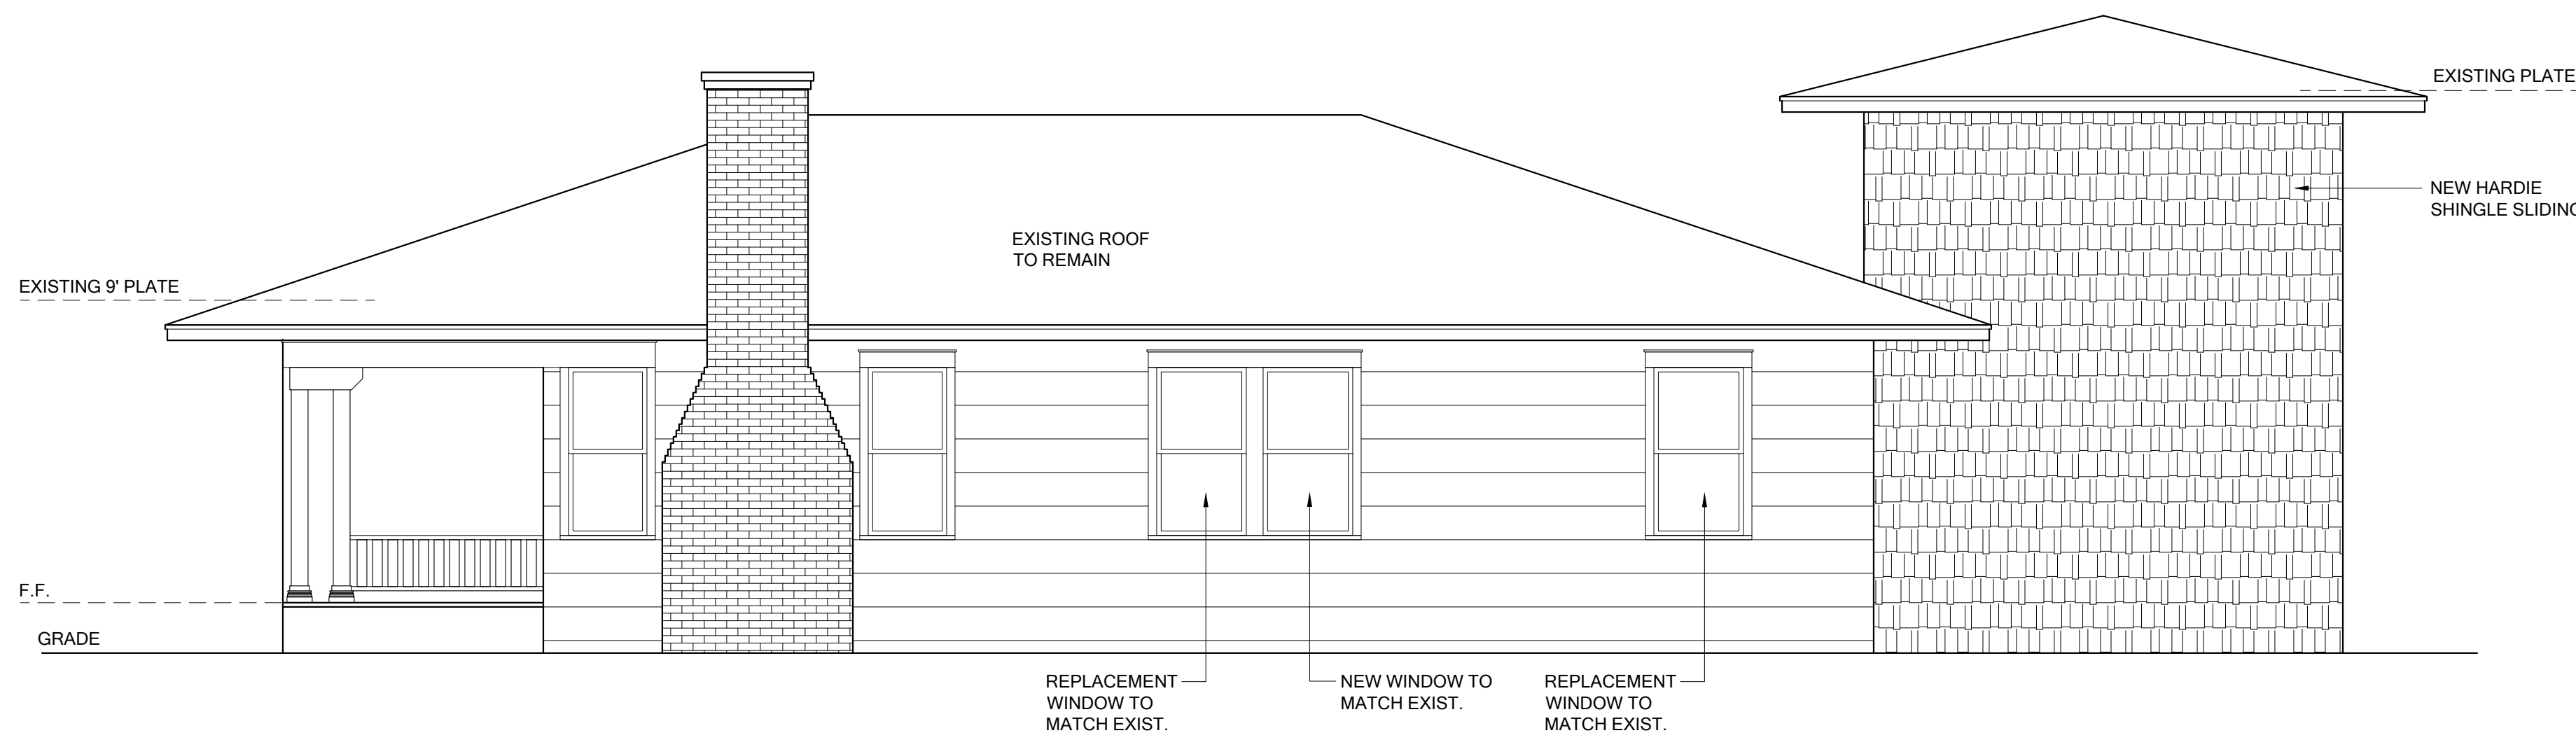 EXISTING PLATE
NEW HARDIE
SHINGLE SLIDING
EXISTING ROOF
TO REMAIN
EXISTING 9' PLATE
F.F.
GRADE
REPLACEMENT
WINDOW TO
MATCH EXIST.
NEW WINDOW TO
MATCH EXIST.
REPLACEMENT
WINDOW TO
MATCH EXIST.